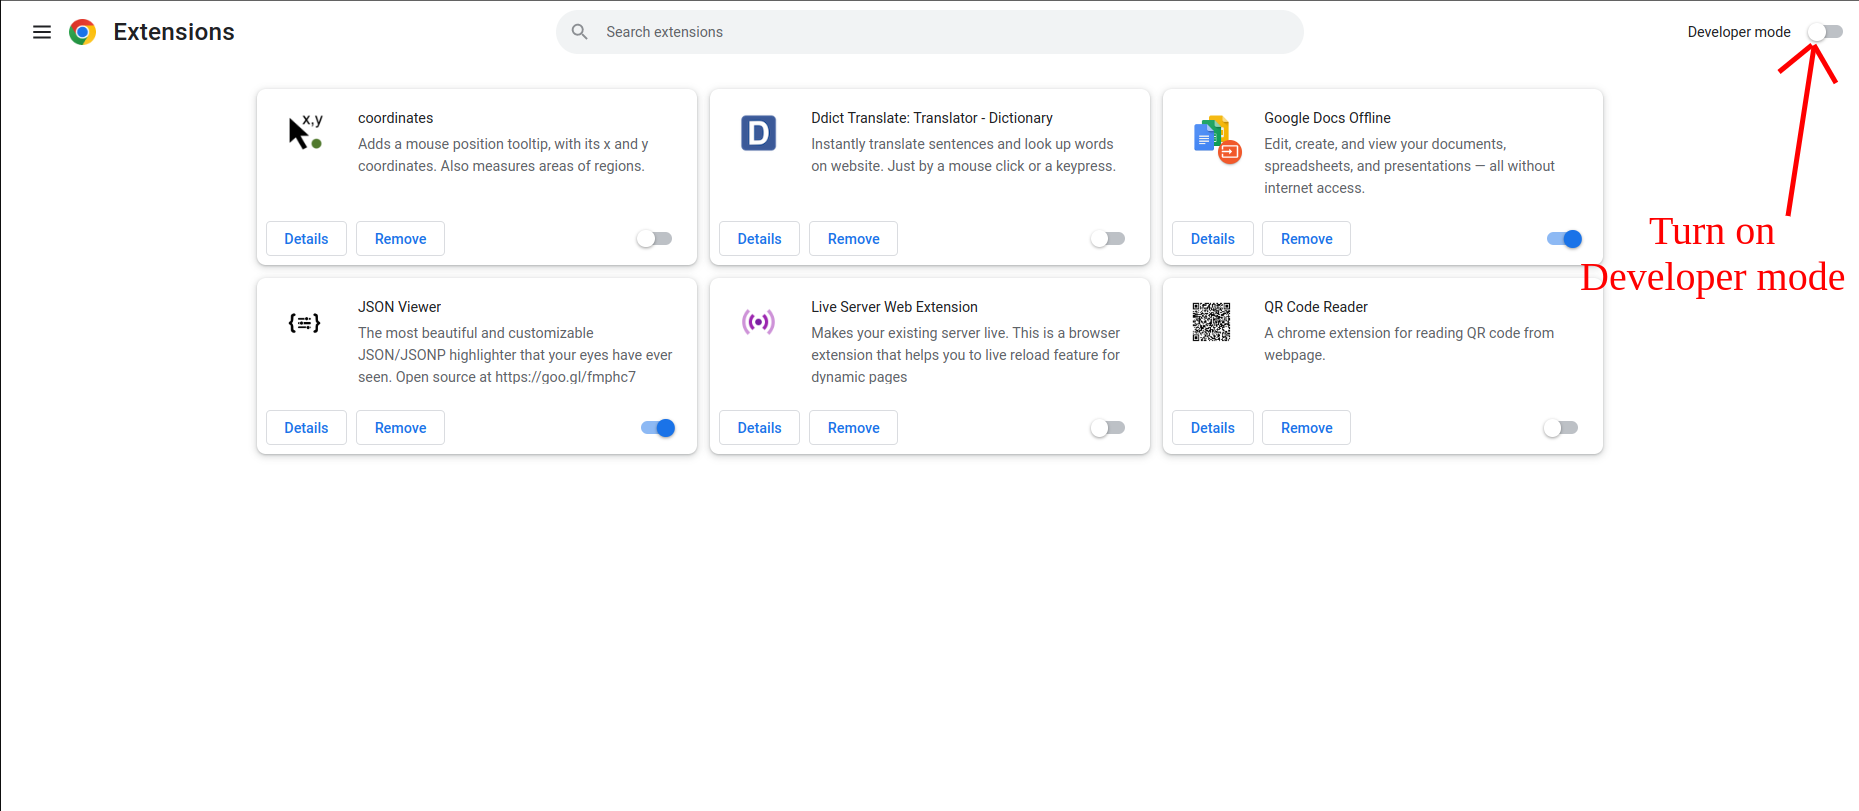 Extensions
Search extensions
Developer mode
x,y
coordinates
Adds a mouse position tooltip, with its x and y
coordinates. Also measures areas of regions.
Details
Remove
D
Ddict Translate: Translator - Dictionary
Instantly translate sentences and look up words
on website. Just by a mouse click or a keypress.
Details
Remove
Google Docs Offline
Edit, create, and view your documents,
spreadsheets, and presentations — all without
internet access.
Details
Remove
Turn on
Developer mode
JSON Viewer
The most beautiful and customizable
JSON/JSONP highlighter that your eyes have ever
seen. Open source at https://goo.gl/fmphc7
Details
Remove
Live Server Web Extension
Makes your existing server live. This is a browser
extension that helps you to live reload feature for
dynamic pages
Details
Remove
QR Code Reader
A chrome extension for reading QR code from
webpage.
Details
Remove